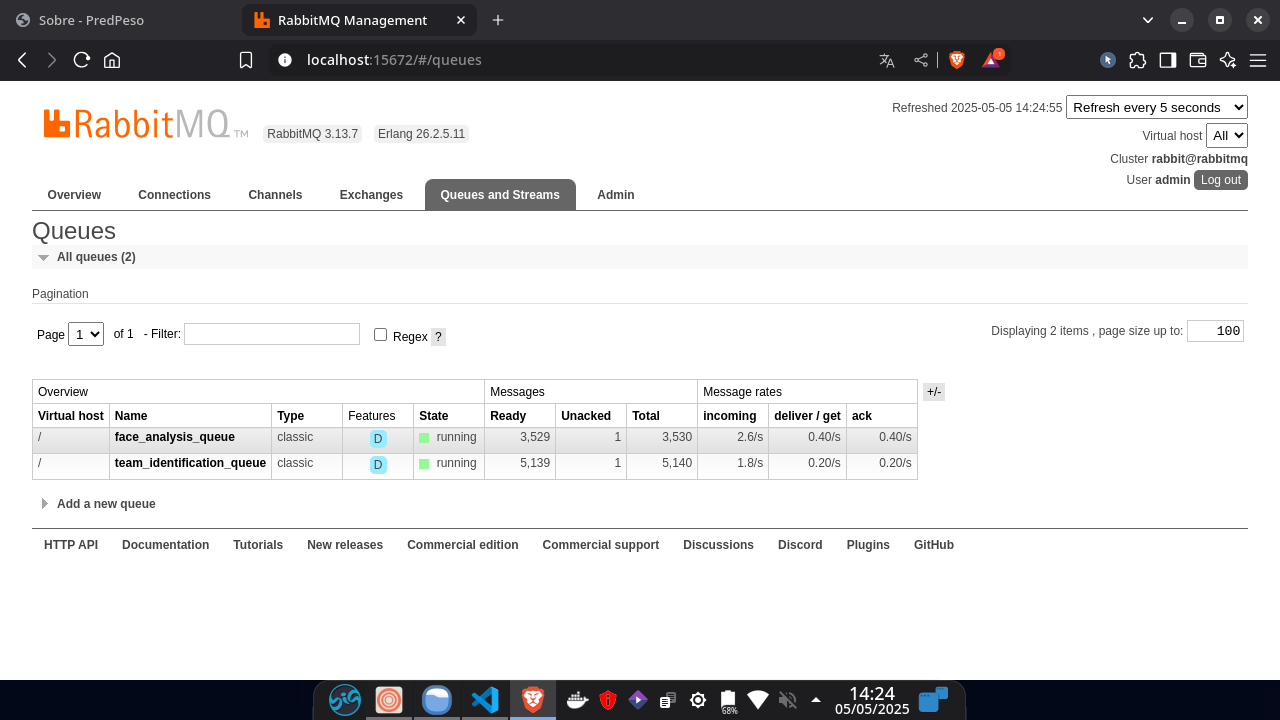 Sobre - PredPeso
RabbitMQ Management
localhost:15672/#/queues
1
RabbitMQ TM
RabbitMQ 3.13.7 Erlang 26.2.5.11
Refreshed 2025-05-05 14:24:55 Refresh every 5 seconds
Virtual host All
Cluster rabbit@rabbitmq
User admin Log out
Overview Connections Channels Exchanges Queues and Streams Admin
Queues
All queues (2)
Pagination
Page 1 of 1 - Filter: Regex ? Displaying 2 items , page size up to: 100
Overview Messages Message rates +/-
Virtual host Name Type Features State Ready Unacked Total incoming deliver / get ack
/ face_analysis_queue classic D running 3,529 1 3,530 2.6/s 0.40/s 0.40/s
/ team_identification_queue classic D running 5,139 1 5,140 1.8/s 0.20/s 0.20/s
Add a new queue
HTTP API Documentation Tutorials New releases Commercial edition Commercial support Discussions Discord Plugins GitHub
68%
14:24
05/05/2025